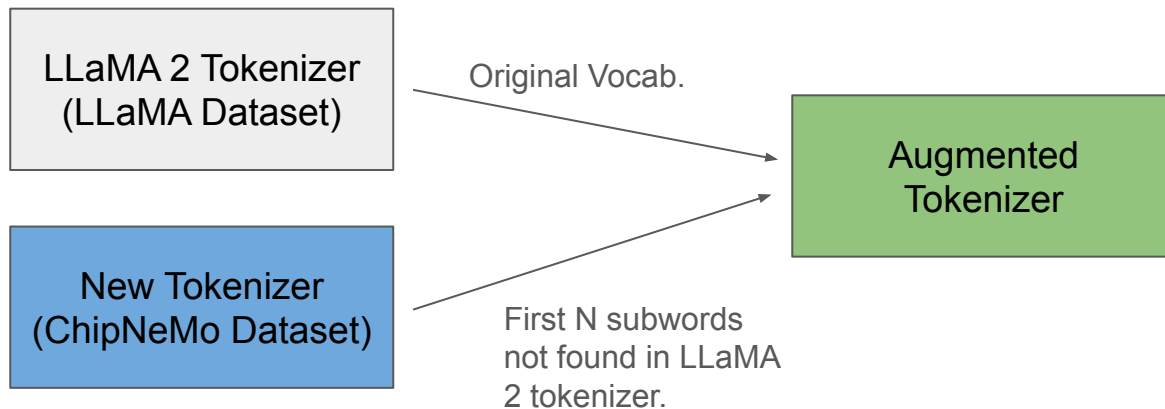 LLaMA 2 Tokenizer
(LLaMA Dataset)
Original Vocab.
Augmented
Tokenizer
New Tokenizer
(ChipNeMo Dataset)
First N subwords
not found in LLaMA
2 tokenizer.